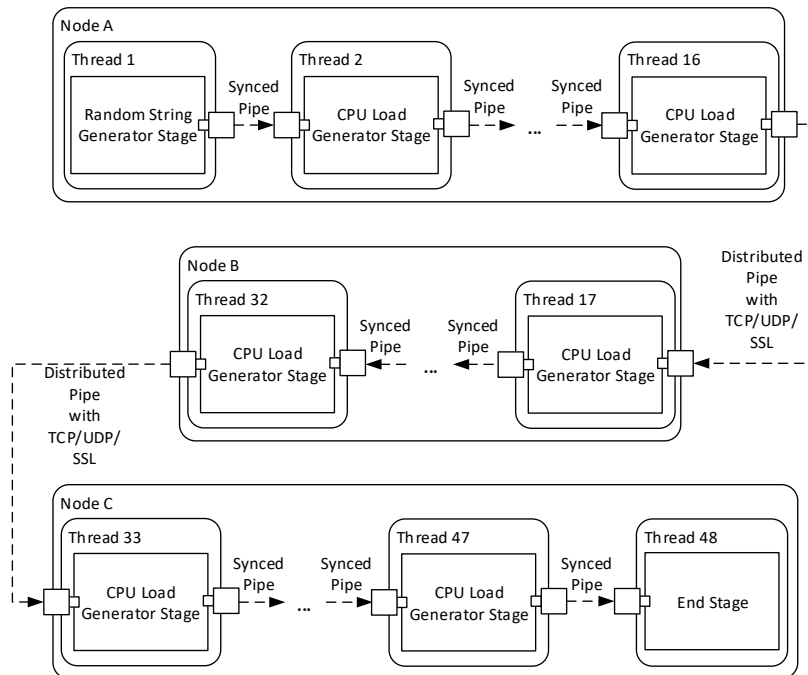 Node A
Thread 1
Random String
Generator Stage
Synced
Pipe
Thread 2
CPU Load
Generator Stage
Synced
Pipe
...
Synced
Pipe
Thread 16
CPU Load
Generator Stage
Distributed
Pipe
with
TCP/UDP/
SSL
Node B
Thread 17
CPU Load
Generator Stage
Synced
Pipe
...
Synced
Pipe
Thread 32
CPU Load
Generator Stage
Distributed
Pipe
with
TCP/UDP/
SSL
Node C
Thread 33
CPU Load
Generator Stage
Synced
Pipe
...
Synced
Pipe
Thread 47
CPU Load
Generator Stage
Synced
Pipe
Thread 48
End Stage